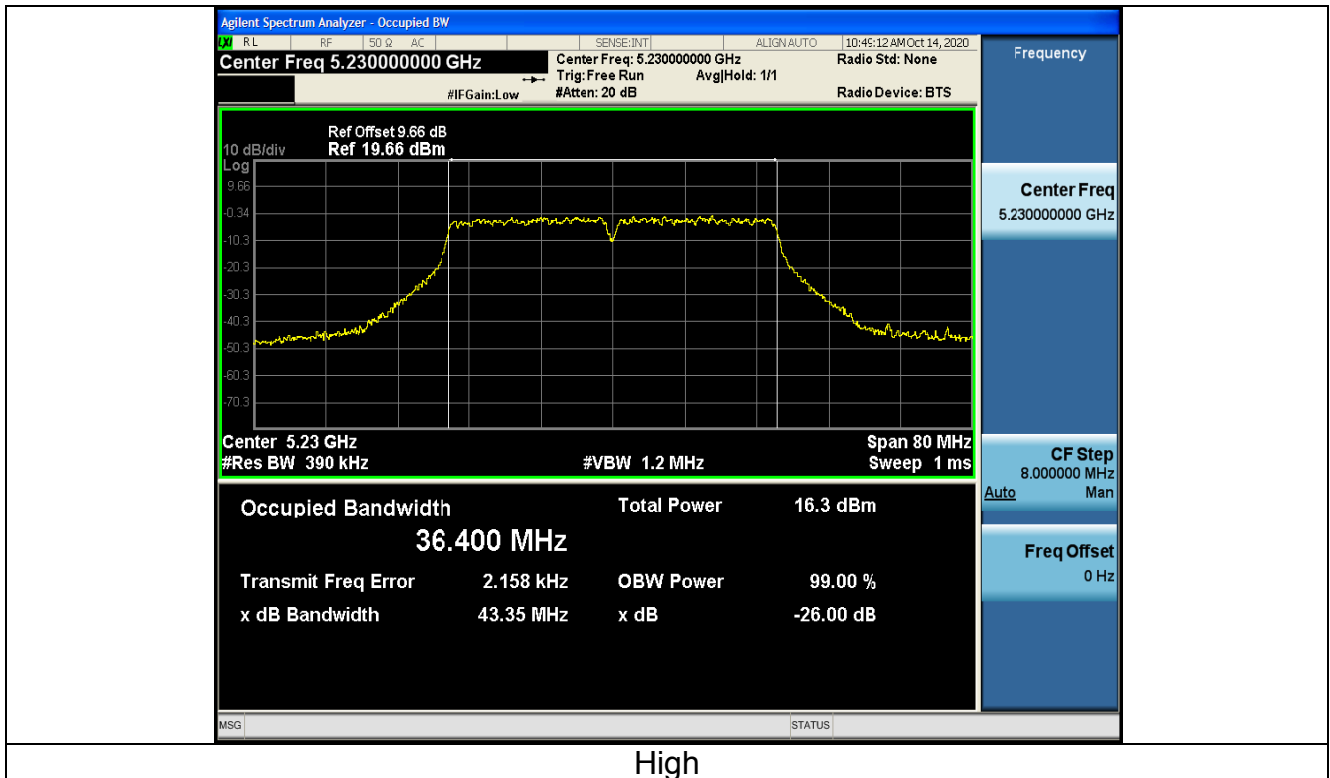 Agilent Spectrum Analyzer - Occupied BW
LXI RL RF 50 Ω AC SENSE:INT ALIGN AUTO 10:45:12 AM Oct 14, 2020
Center Freq 5.230000000 GHz
Center Freq: 5.230000000 GHz
Radio Std: None
Trig: Free Run Avg|Hold: 1/1
#IFGain:Low #Atten: 20 dB Radio Device: BTS
Frequency
Ref Offset 9.66 dB
10 dB/div Ref 19.66 dBm
Log
9.66
-0.34
-10.3
-20.3
-30.3
-40.3
-50.3
-60.3
-70.3
Center 5.23 GHz Span 80 MHz
#Res BW 390 kHz #VBW 1.2 MHz Sweep 1 ms
Center Freq
5.230000000 GHz
CF Step
8.000000 MHz
Auto Man
Freq Offset
0 Hz
Occupied Bandwidth Total Power 16.3 dBm
36.400 MHz
Transmit Freq Error 2.158 kHz OBW Power 99.00 %
x dB Bandwidth 43.35 MHz x dB -26.00 dB
MSG STATUS
High